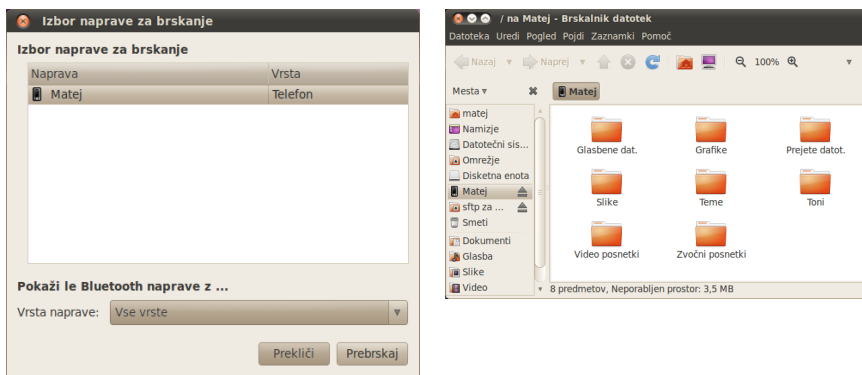 Izbor naprave za brskanje
Izbor naprave za brskanje
Naprava Vrsta
Matej Telefon
Pokaži le Bluetooth naprave z ...
Vrsta naprave: Vse vrste
Prekliči Prebrskaj
/ na Matej - Brskalnik datotek
Datoteka Uredi Pogled Pojdi Zaznamki Pomoč
Nazaj Naprej 100%
Mesta Matej
matej
Namizje
Datotečni sis...
Omrežje
Disketna enota
Matej
sftp za ...
Smeti
Dokumenti
Glasba
Slike
Video
Glasbene dat. Grafike Prejete datot.
Slike Teme Toni
Video posnetki Zvočni posnetki
8 predmetov, Neporabljen prostor: 3,5 MB